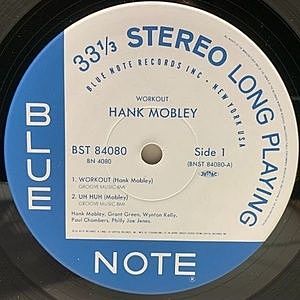 33⅓ STEREO LONG PLAYING
BLUE NOTE RECORDS INC · NEW YORK USA
BLUE
NOTE
WORKOUT
HANK MOBLEY
BST 84080
Side 1
BN 4080
(BNST 84080-A)
1. WORKOUT (Hank Mobley)
GROOVE MUSIC-BMI
2. UH HUH (Mobley)
GROOVE MUSIC-BMI
Hank Mobley, Grant Green, Wynton Kelly,
Paul Chambers, Philly Joe Jones.